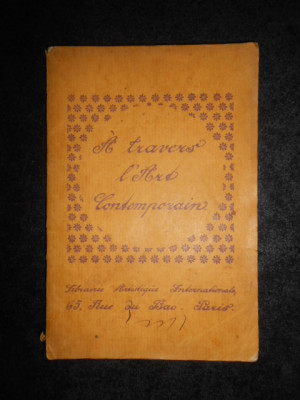 A travers
l'Art
Contemporain
Librairie Artistique Internationale,
65, Rue du Bac. Paris